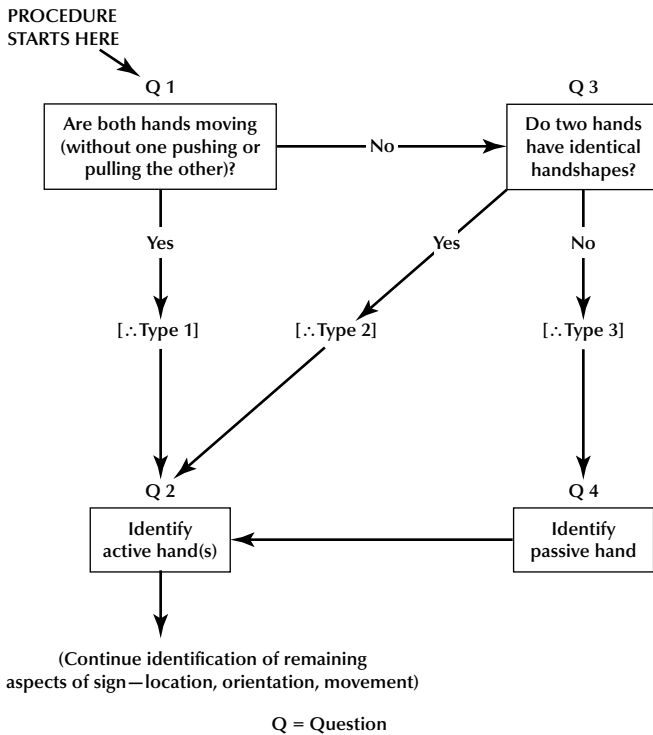 PROCEDURE
STARTS HERE
Q 1
Are both hands moving
(without one pushing or
pulling the other)?
No
Q 3
Do two hands
have identical
handshapes?
Yes
Yes
No
[∴Type 1]
[∴Type 2]
[∴Type 3]
Q 2
Identify
active hand(s)
Q 4
Identify
passive hand
(Continue identification of remaining
aspects of sign—location, orientation, movement)
Q = Question